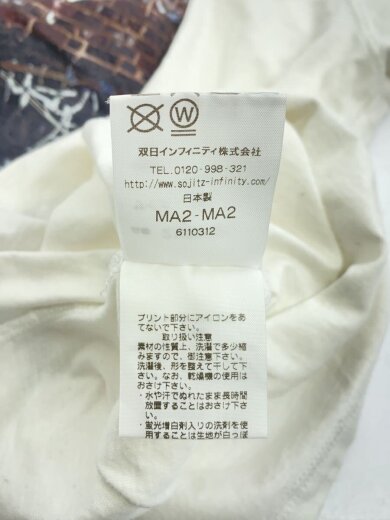 W
双日インフィニティ株式会社
TEL.0120-998-321
http://www.sojitz-infinity.com/
日本製
MA2-MA2
6110312
プリント部分にアイロンをあ
てないで下さい。
取り扱い注意
素材の性質上、洗濯で多少縮
みますので、御注意下さい。
洗濯後、形を整えて干して下
さい。なお、乾燥機の使用は
おさけ下さい。
・水や汗でぬれたまま長時間
放置することはおさけ下さ
い。
・蛍光増白剤入りの洗剤を使
用することは生地が白っぽ